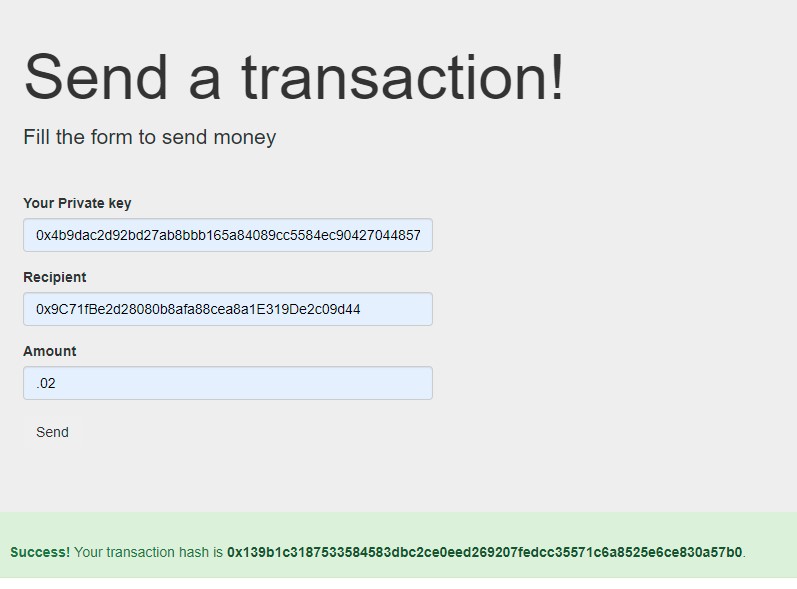 Send a transaction!
Fill the form to send money
Your Private key
0x4b9dac2d92bd27ab8bbb165a84089cc5584ec90427044857
Recipient
0x9C71fBe2d28080b8afa88cea8a1E319De2c09d44
Amount
.02
Send
Success! Your transaction hash is 0x139b1c3187533584583dbc2ce0eed269207fedcc35571c6a8525e6ce830a57b0.